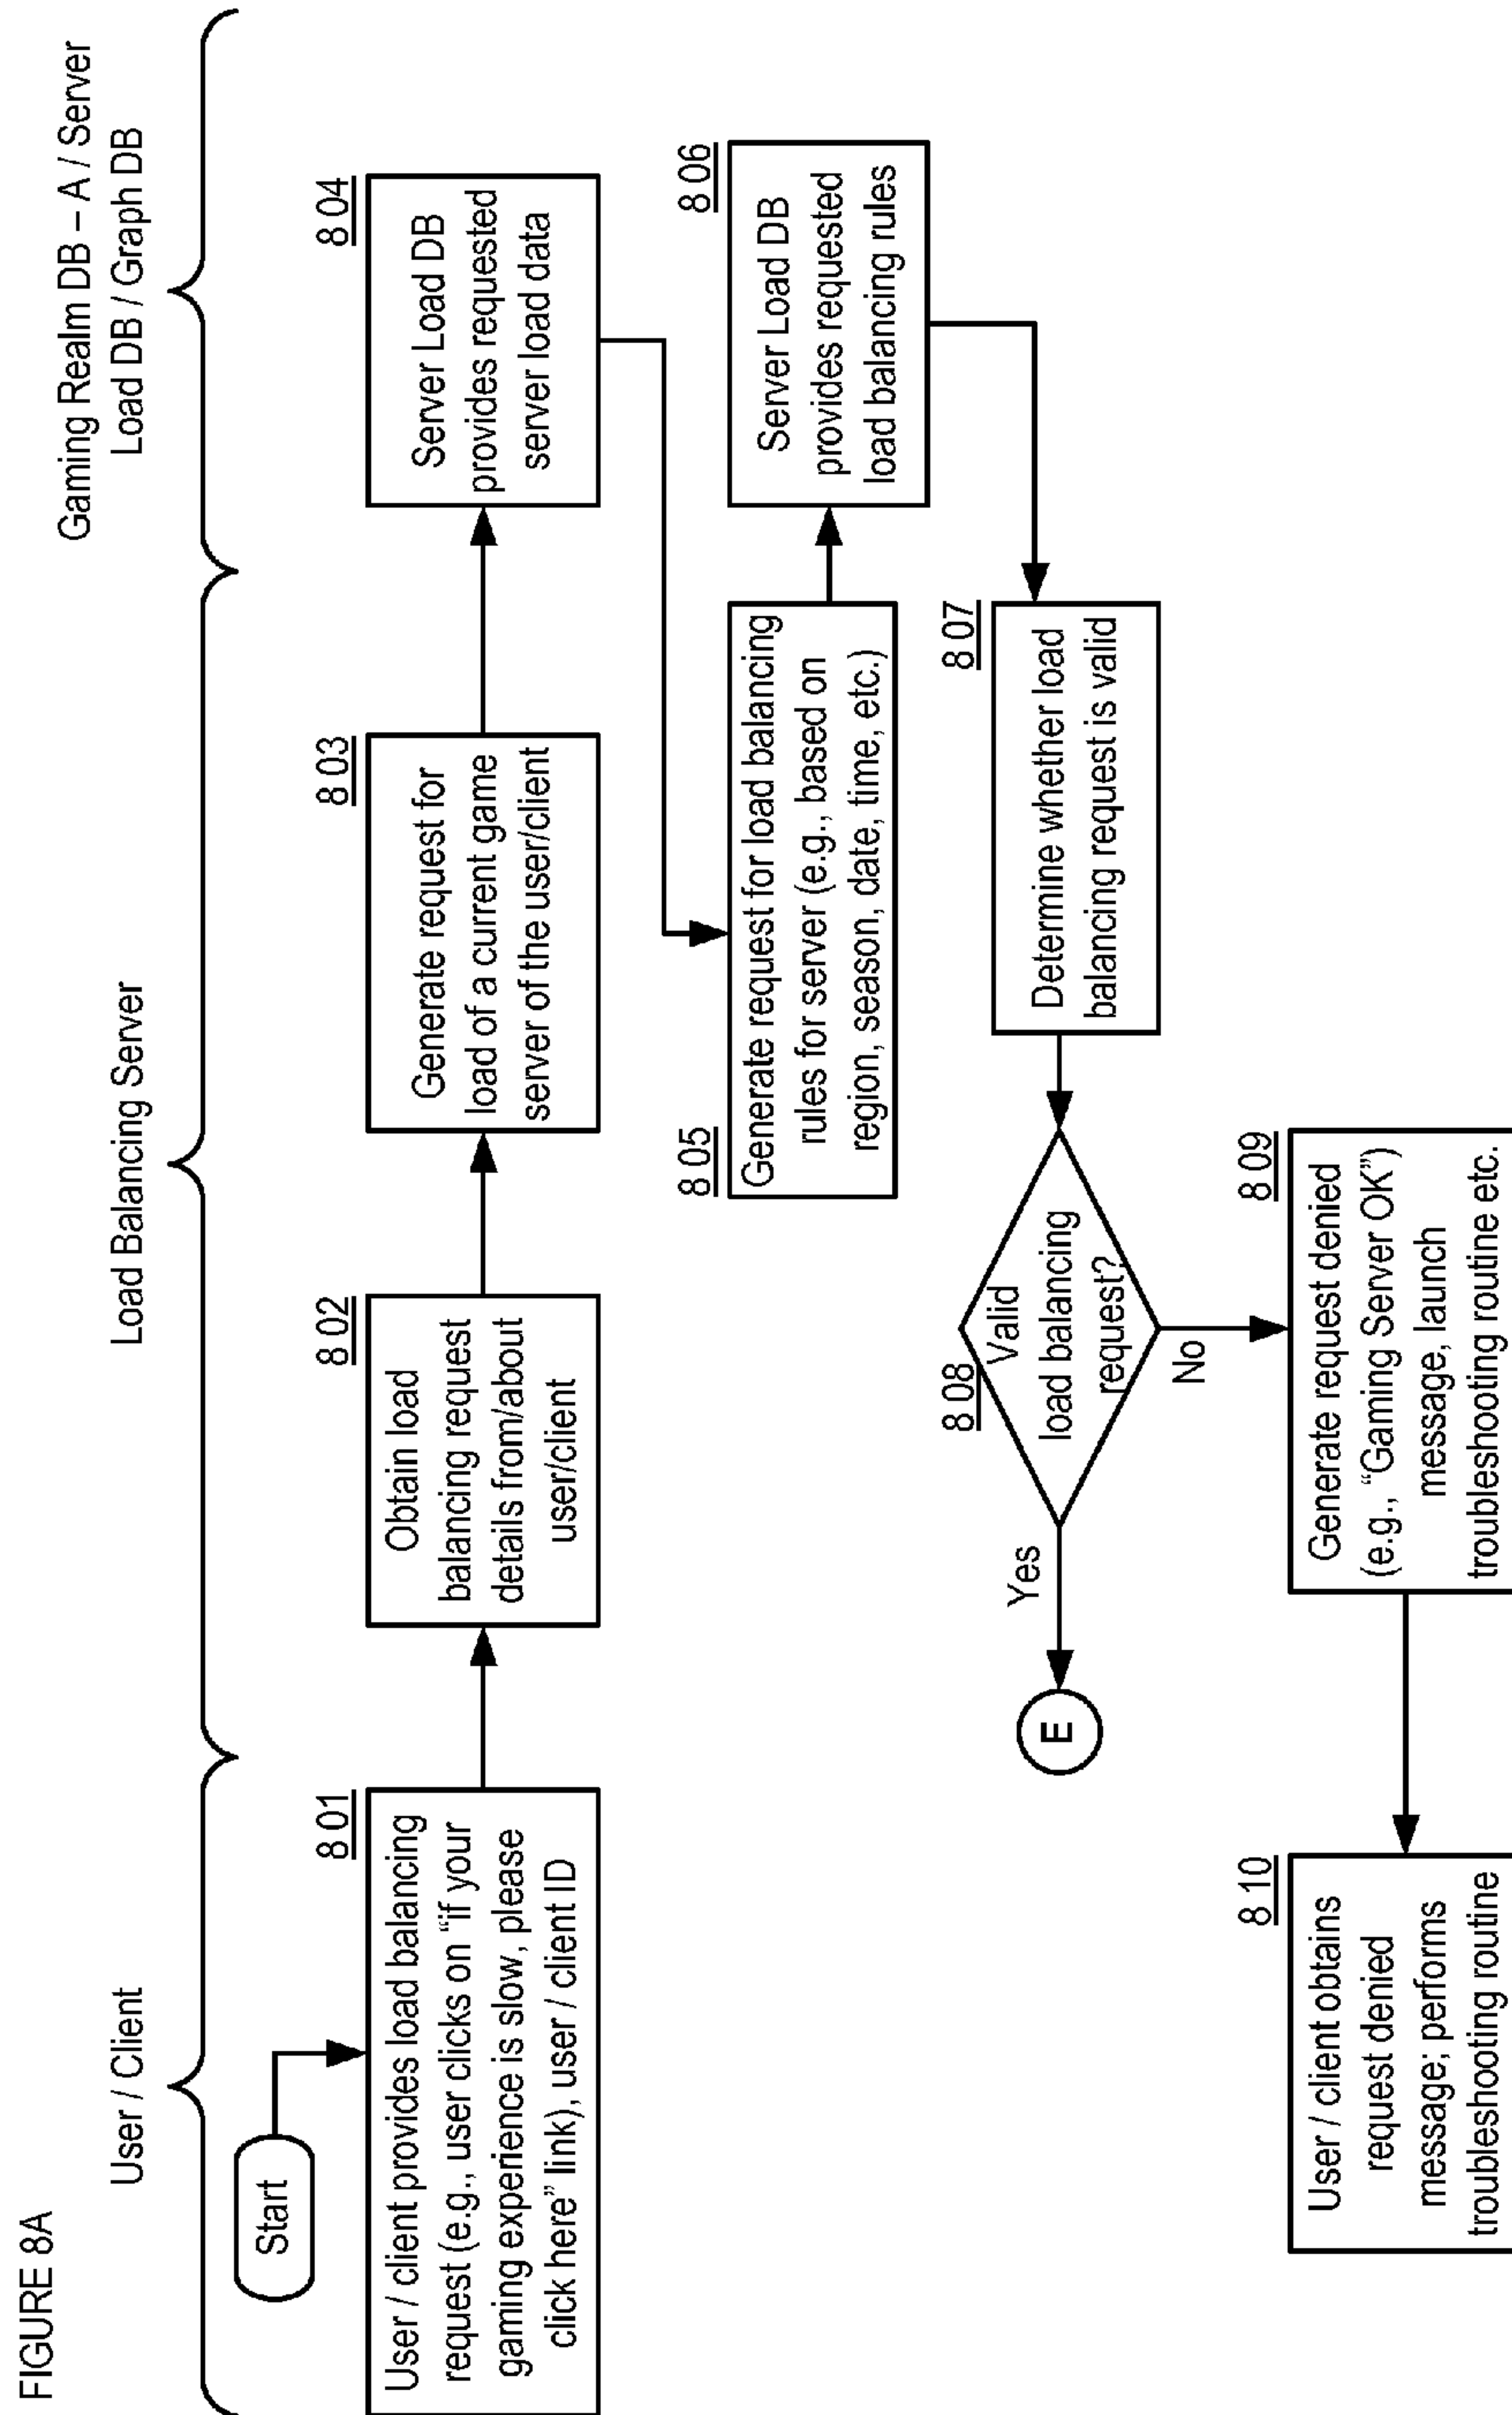 FIGURE 8A
User / Client
Load Balancing Server
Gaming Realm DB – A / Server
Load DB / Graph DB
Start
8 01
User / client provides load balancing
request (e.g., user clicks on “if your
gaming experience is slow, please
click here” link), user / client ID
8 02
Obtain load
balancing request
details from/about
user/client
8 03
Generate request for
load of a current game
server of the user/client
8 04
Server Load DB
provides requested
server load data
8 05
Generate request for load balancing
rules for server (e.g., based on
region, season, date, time, etc.)
8 06
Server Load DB
provides requested
load balancing rules
8 07
Determine whether load
balancing request is valid
8 08
Valid
load balancing
request?
Yes
E
No
8 09
Generate request denied
(e.g., “Gaming Server OK”)
message, launch
troubleshooting routine etc.
8 10
User / client obtains
request denied
message; performs
troubleshooting routine